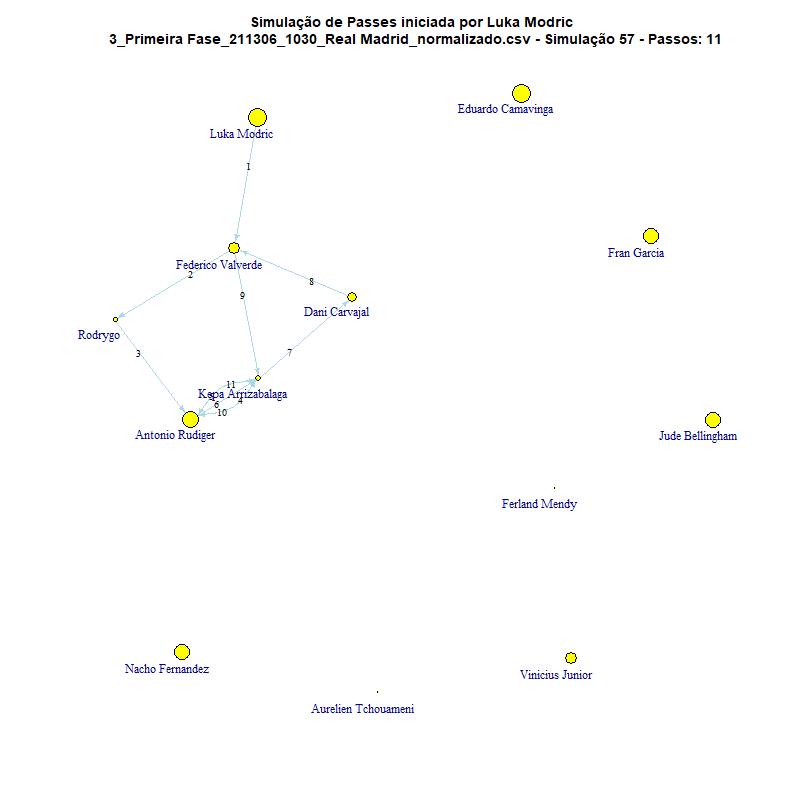 Simulação de Passes iniciada por Luka Modric
3_Primeira Fase_211306_1030_Real Madrid_normalizado.csv - Simulação 57 - Passos: 11
Eduardo Camavinga
Luka Modric
1
Fran Garcia
Federico Valverde
2
8
9
Dani Carvajal
Rodrygo
3
7
11
Kepa Arrizabalaga
6
4
10
Antonio Rudiger
Jude Bellingham
Ferland Mendy
Nacho Fernandez
Vinicius Junior
Aurelien Tchouameni